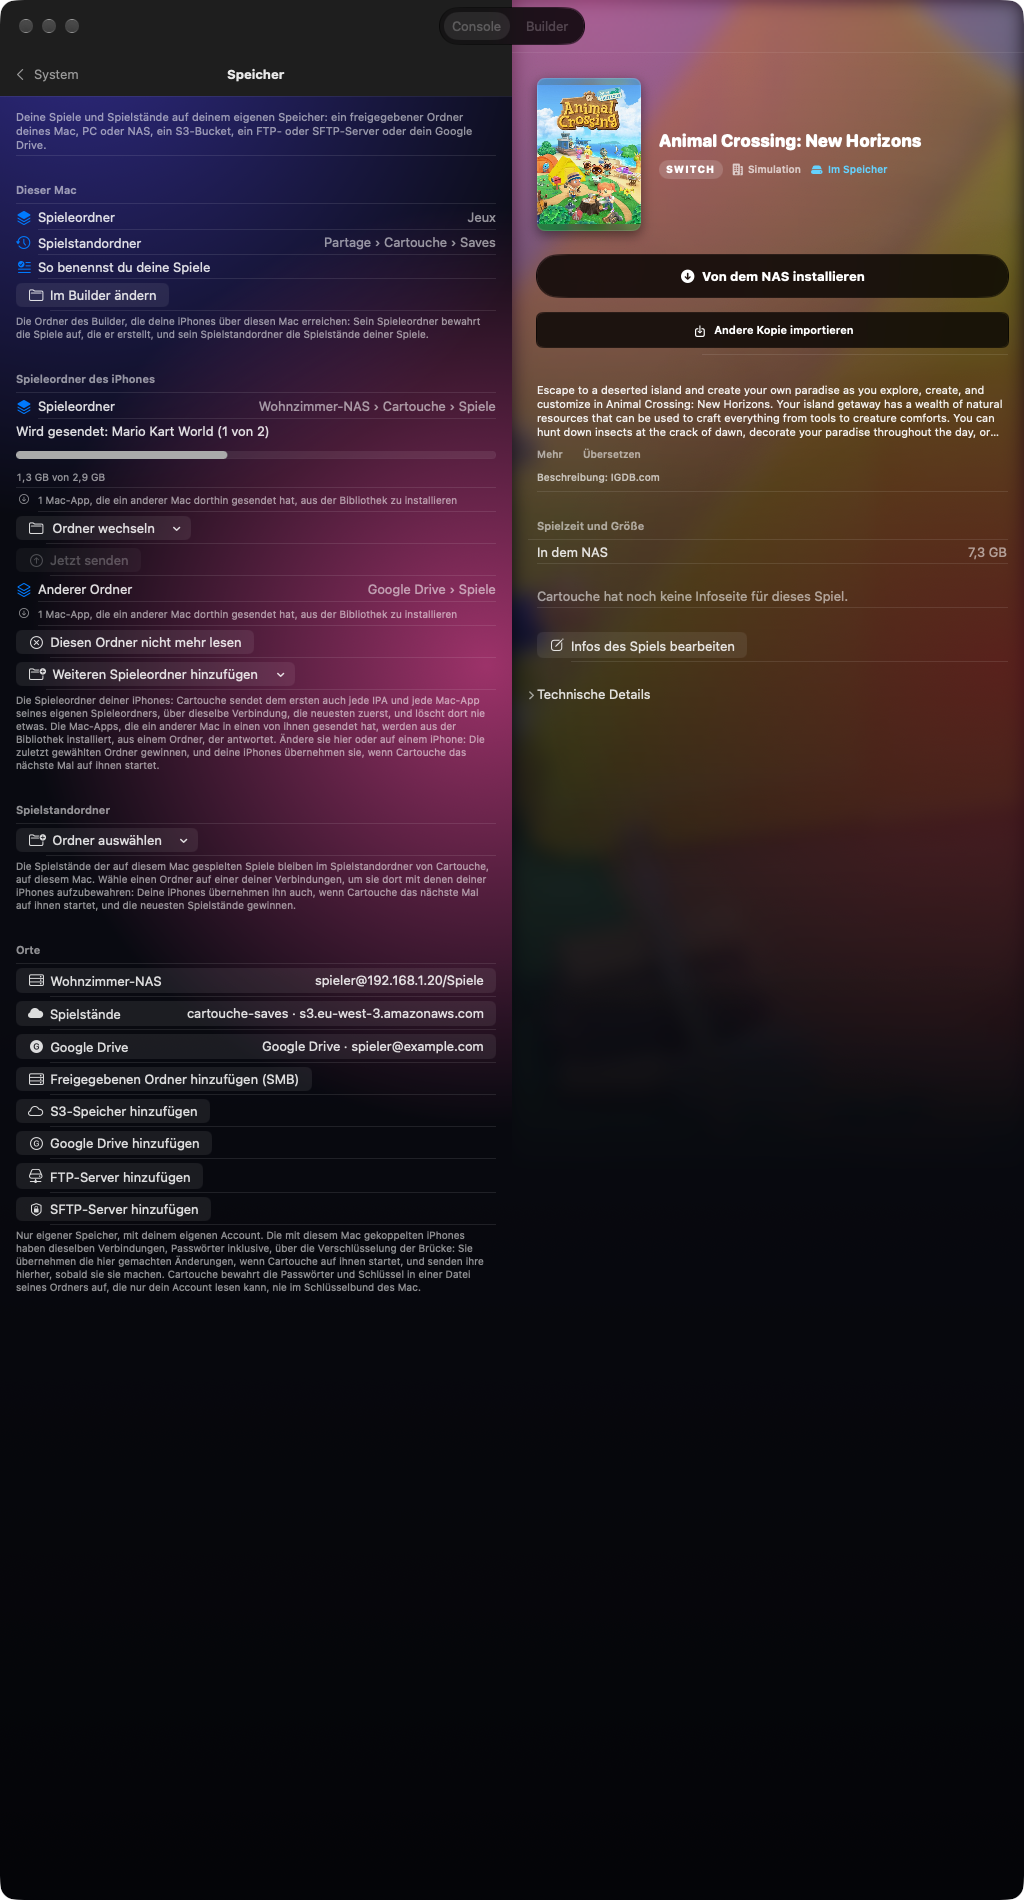 Console
Builder
System
Speicher
Deine Spiele und Spielstände auf deinem eigenen Speicher: ein freigegebener Ordner
deines Mac, PC oder NAS, ein S3-Bucket, ein FTP- oder SFTP-Server oder dein Google
Drive.
Dieser Mac
Spieleordner
Jeux
Spielstandordner
Partage › Cartouche › Saves
So benennst du deine Spiele
Im Builder ändern
Die Ordner des Builder, die deine iPhones über diesen Mac erreichen: Sein Spieleordner bewahrt
die Spiele auf, die er erstellt, und sein Spielstandordner die Spielstände deiner Spiele.
Spieleordner des iPhones
Spieleordner
Wohnzimmer-NAS › Cartouche › Spiele
Wird gesendet: Mario Kart World (1 von 2)
1,3 GB von 2,9 GB
1 Mac-App, die ein anderer Mac dorthin gesendet hat, aus der Bibliothek zu installieren
Ordner wechseln
Jetzt senden
Anderer Ordner
Google Drive › Spiele
1 Mac-App, die ein anderer Mac dorthin gesendet hat, aus der Bibliothek zu installieren
Diesen Ordner nicht mehr lesen
Weiteren Spieleordner hinzufügen
Die Spieleordner deiner iPhones: Cartouche sendet dem ersten auch jede IPA und jede Mac-App
seines eigenen Spieleordners, über dieselbe Verbindung, die neuesten zuerst, und löscht dort nie
etwas. Die Mac-Apps, die ein anderer Mac in einen von ihnen gesendet hat, werden aus der
Bibliothek installiert, aus einem Ordner, der antwortet. Ändere sie hier oder auf einem iPhone: Die
zuletzt gewählten Ordner gewinnen, und deine iPhones übernehmen sie, wenn Cartouche das
nächste Mal auf ihnen startet.
Spielstandordner
Ordner auswählen
Die Spielstände der auf diesem Mac gespielten Spiele bleiben im Spielstandordner von Cartouche,
auf diesem Mac. Wähle einen Ordner auf einer deiner Verbindungen, um sie dort mit denen deiner
iPhones aufzubewahren: Deine iPhones übernehmen ihn auch, wenn Cartouche das nächste Mal
auf ihnen startet, und die neuesten Spielstände gewinnen.
Orte
Wohnzimmer-NAS
spieler@192.168.1.20/Spiele
Spielstände
cartouche-saves · s3.eu-west-3.amazonaws.com
Google Drive
Google Drive · spieler@example.com
Freigegebenen Ordner hinzufügen (SMB)
S3-Speicher hinzufügen
Google Drive hinzufügen
FTP-Server hinzufügen
SFTP-Server hinzufügen
Nur eigener Speicher, mit deinem eigenen Account. Die mit diesem Mac gekoppelten iPhones
haben dieselben Verbindungen, Passwörter inklusive, über die Verschlüsselung der Brücke: Sie
übernehmen die hier gemachten Änderungen, wenn Cartouche auf ihnen startet, und senden ihre
hierher, sobald sie sie machen. Cartouche bewahrt die Passwörter und Schlüssel in einer Datei
seines Ordners auf, die nur dein Account lesen kann, nie im Schlüsselbund des Mac.
Animal Crossing
Animal Crossing: New Horizons
SWITCH
Simulation
Im Speicher
Von dem NAS installieren
Andere Kopie importieren
Escape to a deserted island and create your own paradise as you explore, create, and
customize in Animal Crossing: New Horizons. Your island getaway has a wealth of natural
resources that can be used to craft everything from tools to creature comforts. You can
hunt down insects at the crack of dawn, decorate your paradise throughout the day, or...
Mehr
Übersetzen
Beschreibung: IGDB.com
Spielzeit und Größe
In dem NAS
7,3 GB
Cartouche hat noch keine Infoseite für dieses Spiel.
Infos des Spiels bearbeiten
Technische Details